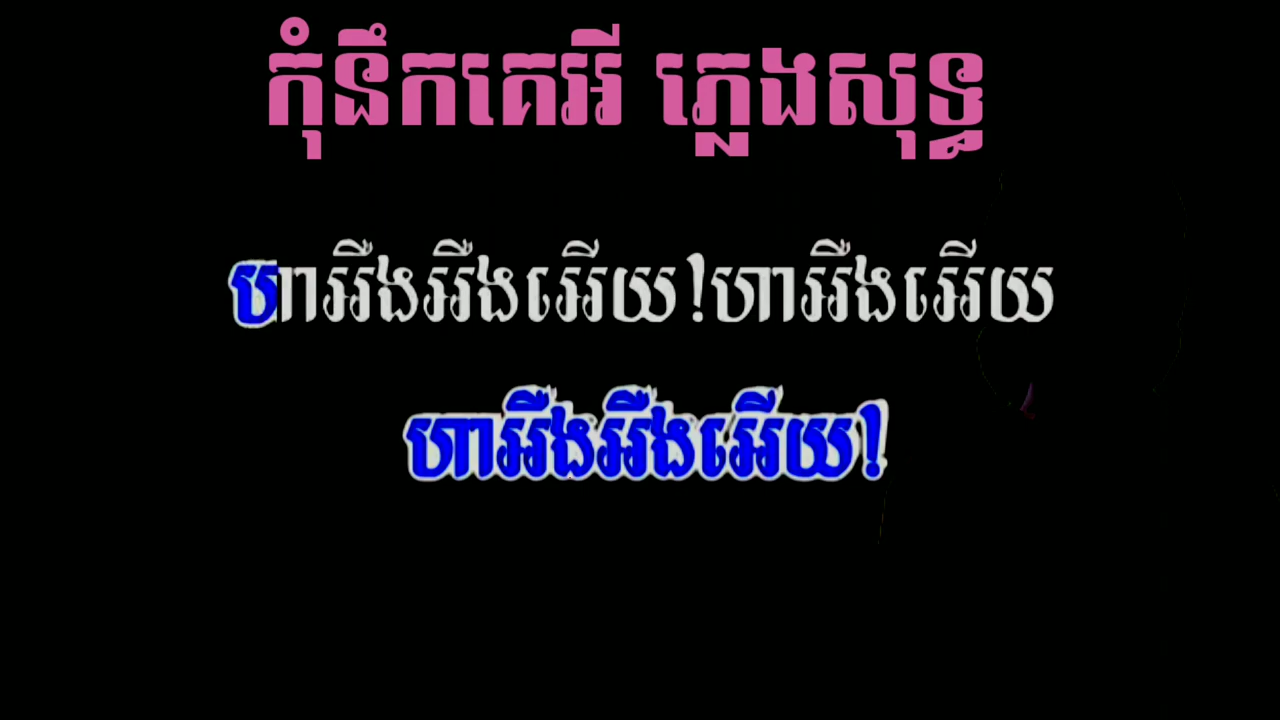 កុំនឹកគេអី ភ្លេងសុទ្ធ
ហាអឺងអឺងអើយ!ហាអឺងអើយ
ហាអឺងអឺងអើយ!